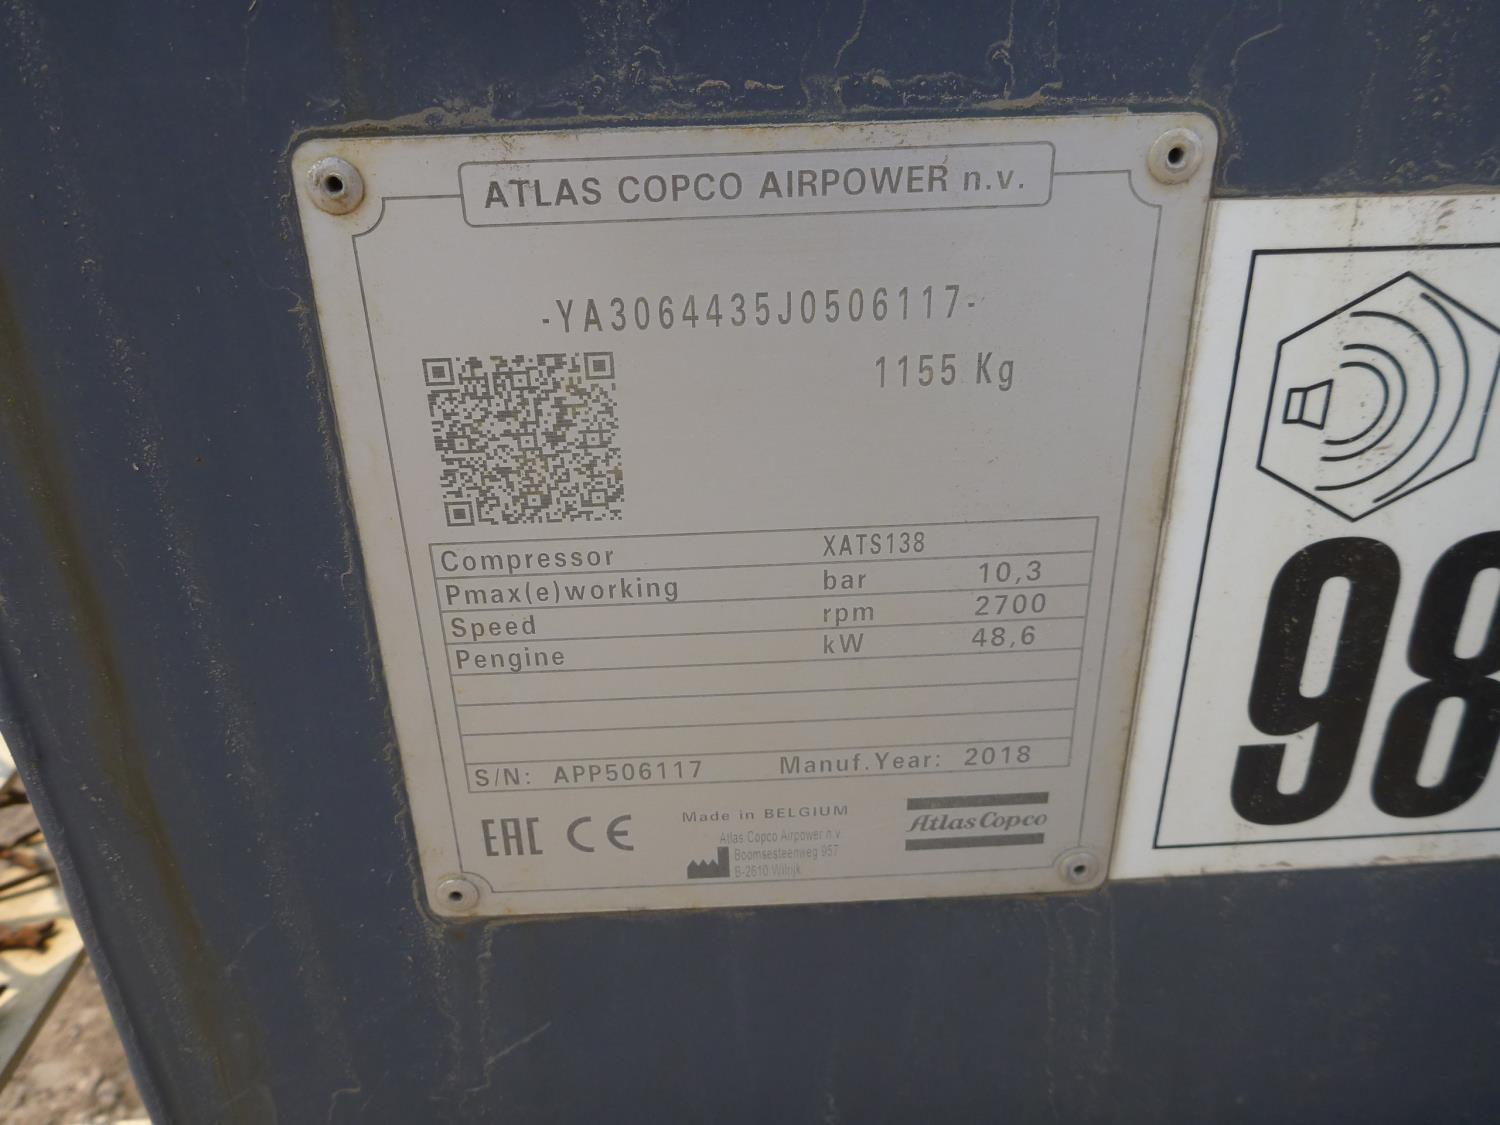 ATLAS COPCO AIRPOWER n.v.
-YA3064435J0506117-
1155 Kg
Compressor XATS138
Pmax(e)working bar 10,3
Speed rpm 2700
Pengine kW 48,6
S/N: APP506117 Manuf.Year: 2018
EAC CE
Made in BELGIUM
Atlas Copco Airpower n.v.
Boomsesteenweg 957
B-2610 Wilrijk
Atlas Copco
98